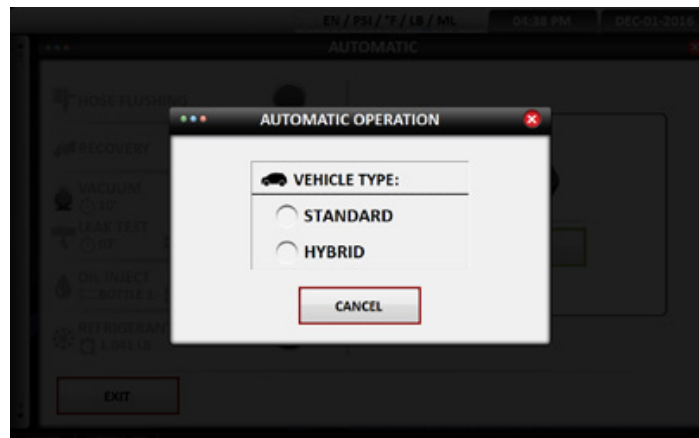 EN / PSI / °F / LB / ML
04:38 PM
DEC-01-2016
AUTOMATIC
HOSE FLUSHING
RECOVERY
VACUUM
LEAK TEST
OIL INJECT
REFRIGERANT
EXIT
AUTOMATIC OPERATION
VEHICLE TYPE:
STANDARD
HYBRID
CANCEL